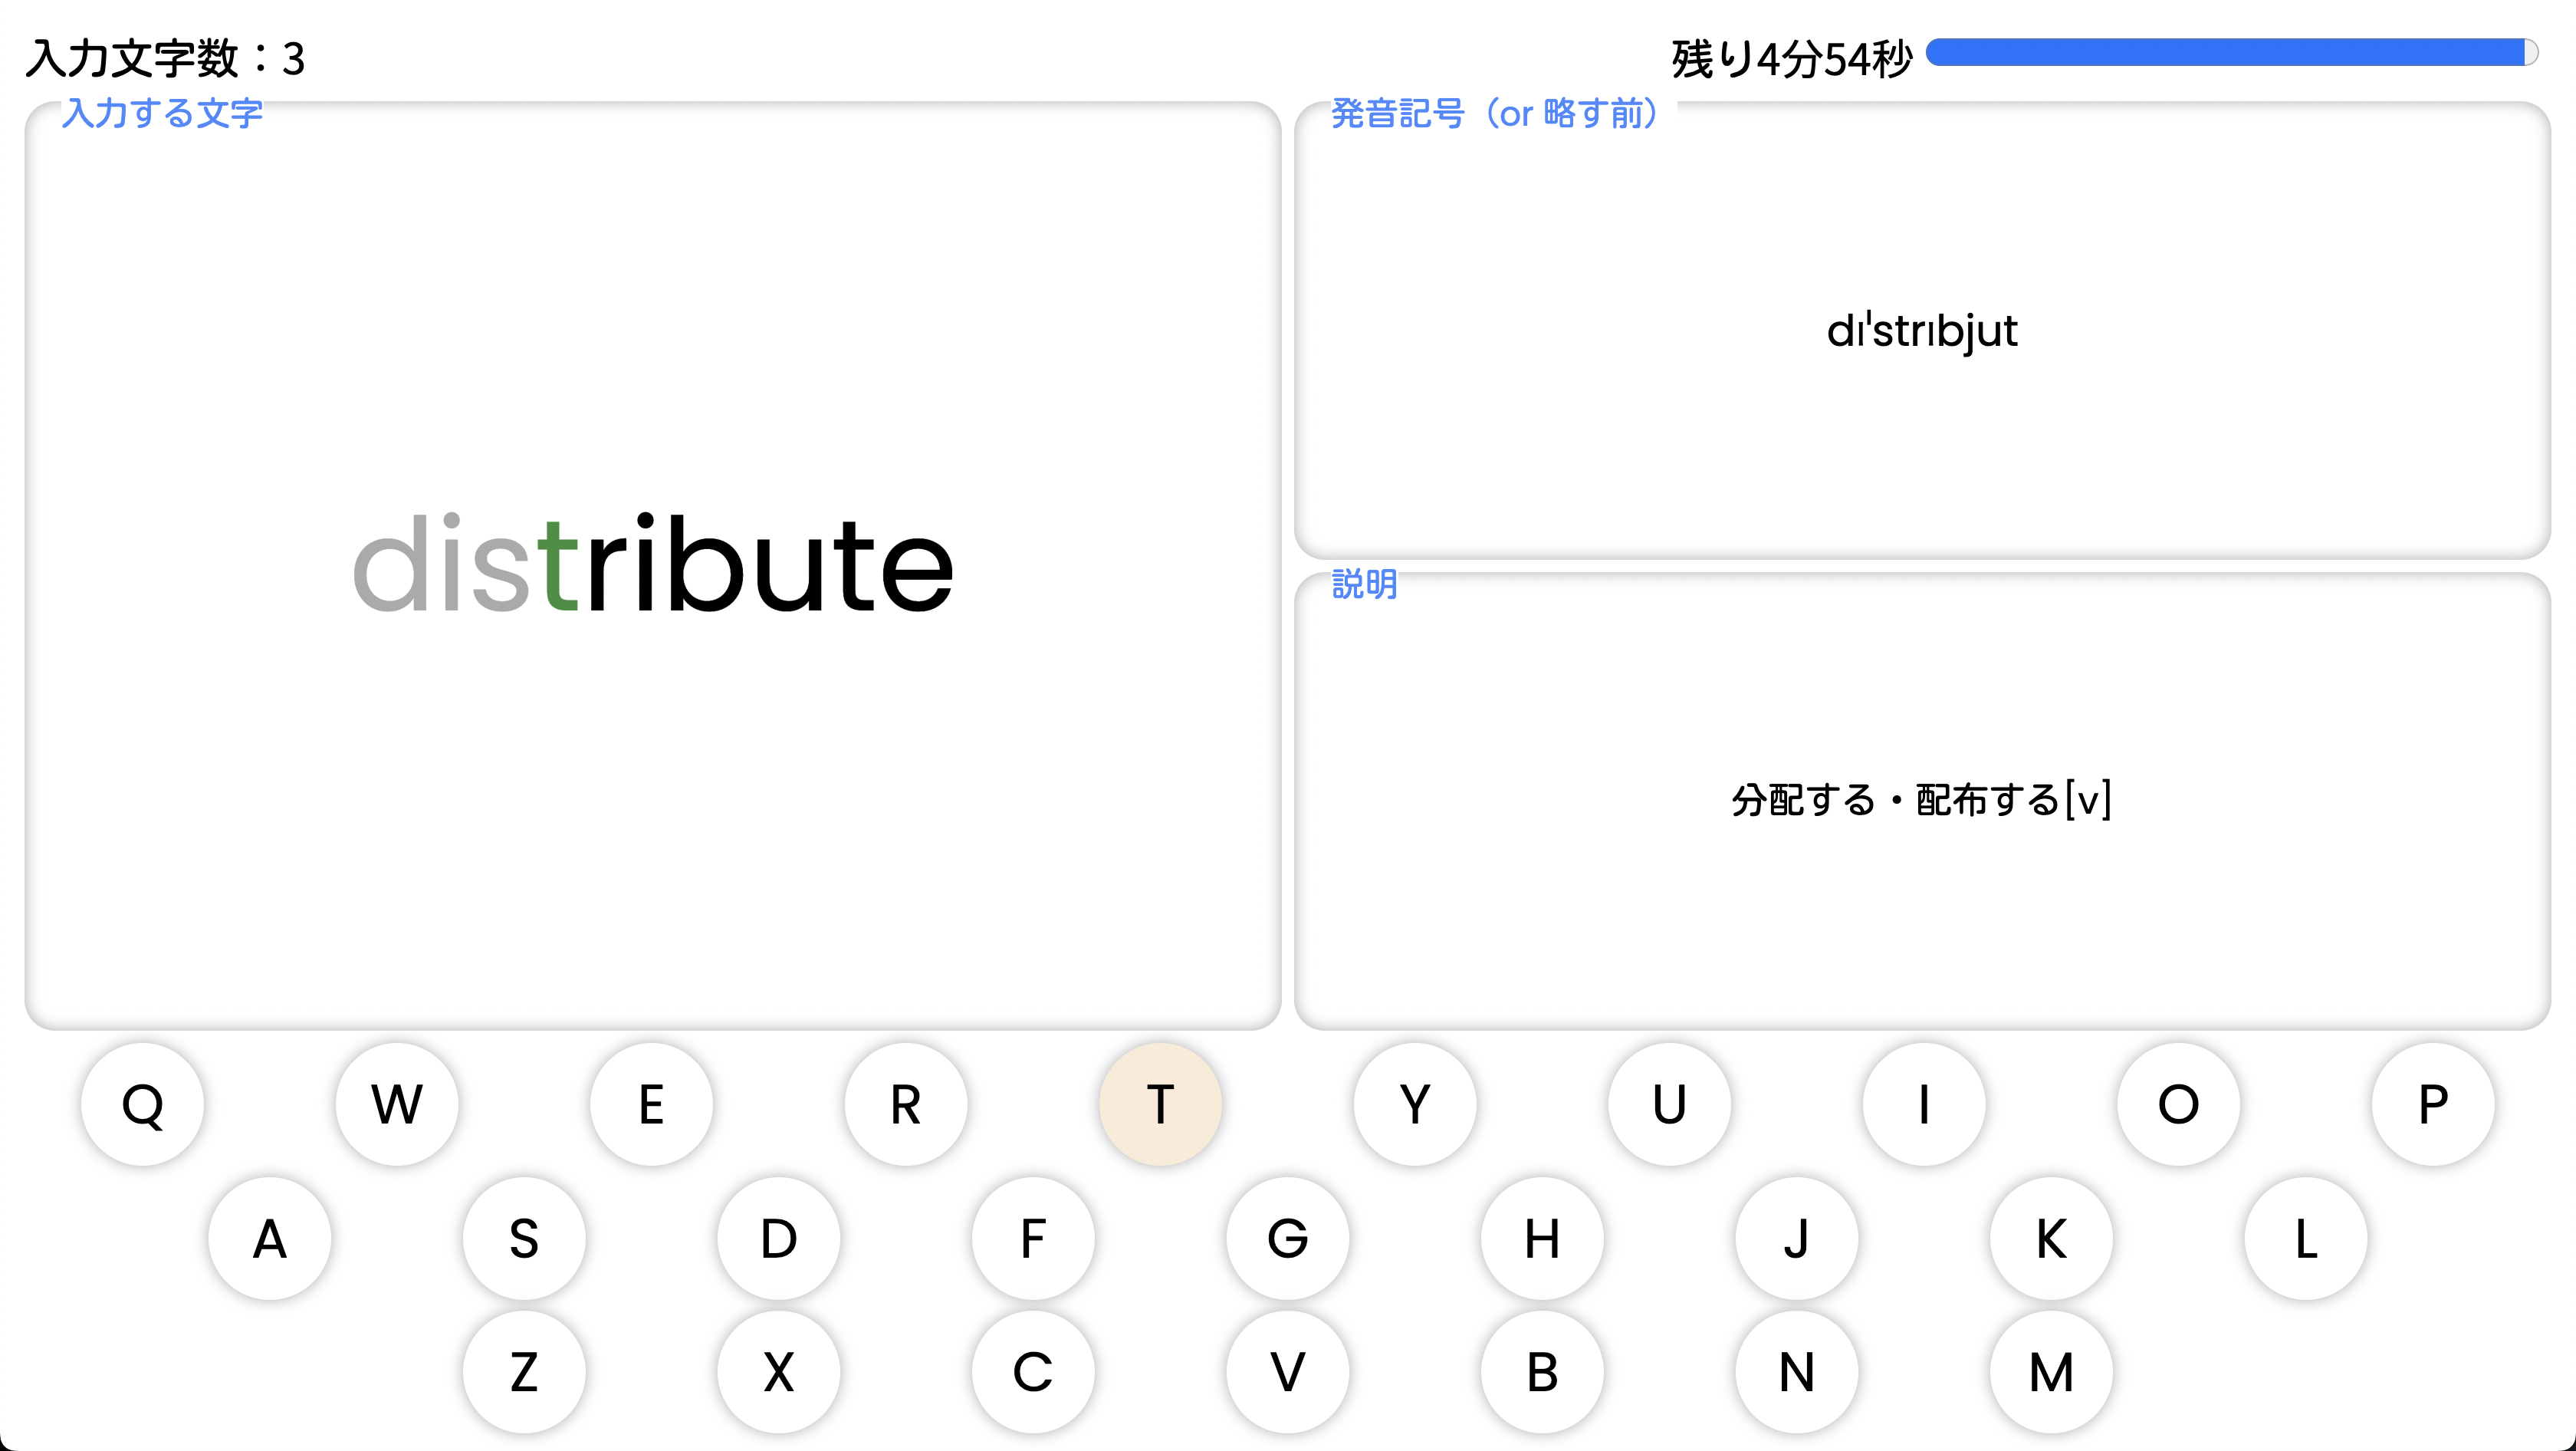 入力文字数：3
残り4分54秒
入力する文字
distribute
発音記号（or 略す前）
dɪˈstrɪbjut
説明
分配する・配布する[v]
Q W E R T Y U I O P
A S D F G H J K L
Z X C V B N M